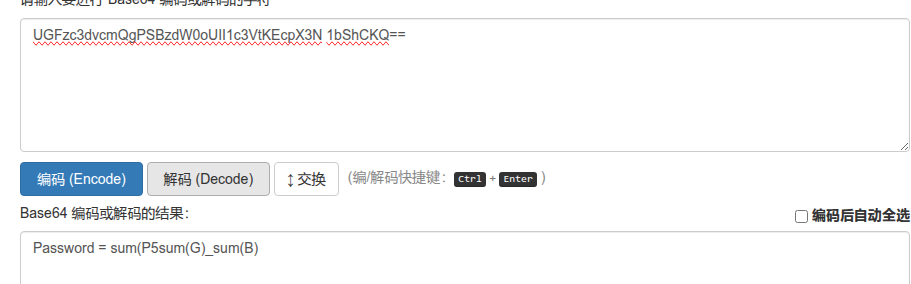 请输入要进行 Base64 编码或解码的字符
UGFzc3dvcmQgPSBzdW0oUlI1c3VtKEcpX3N 1bShCKQ==
编码 (Encode) 解码 (Decode) ↕交换 (编/解码快捷键: Ctrl + Enter )
Base64 编码或解码的结果: 编码后自动全选
Password = sum(P5sum(G)_sum(B)